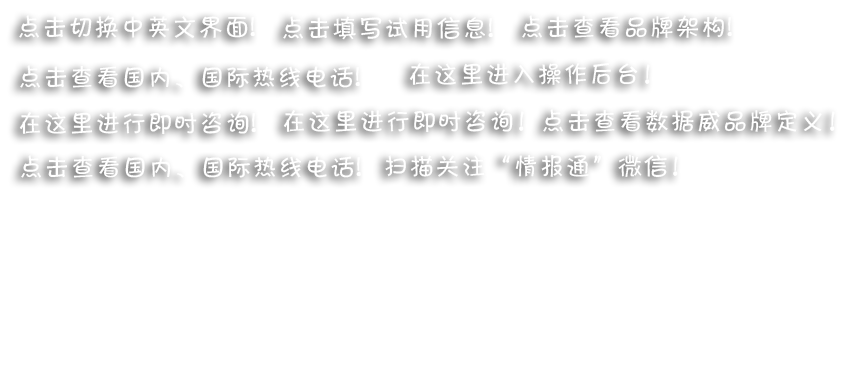 点击切换中英文界面! 点击填写试用信息! 点击查看品牌架构!
点击查看国内、国际热线电话! 在这里进入操作后台!
在这里进行即时咨询! 在这里进行即时咨询! 点击查看数据威品牌定义!
点击查看国内、国际热线电话! 扫描关注“情报通”微信!